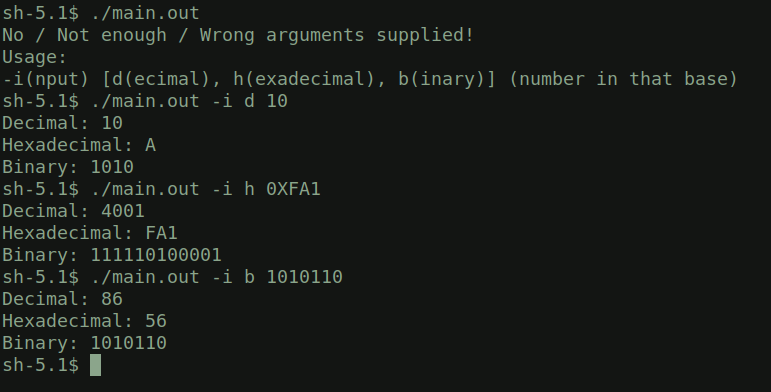 sh-5.1$ ./main.out
No / Not enough / Wrong arguments supplied!
Usage:
-i(nput) [d(ecimal), h(exadecimal), b(inary)] (number in that base)
sh-5.1$ ./main.out -i d 10
Decimal: 10
Hexadecimal: A
Binary: 1010
sh-5.1$ ./main.out -i h 0XFA1
Decimal: 4001
Hexadecimal: FA1
Binary: 111110100001
sh-5.1$ ./main.out -i b 1010110
Decimal: 86
Hexadecimal: 56
Binary: 1010110
sh-5.1$